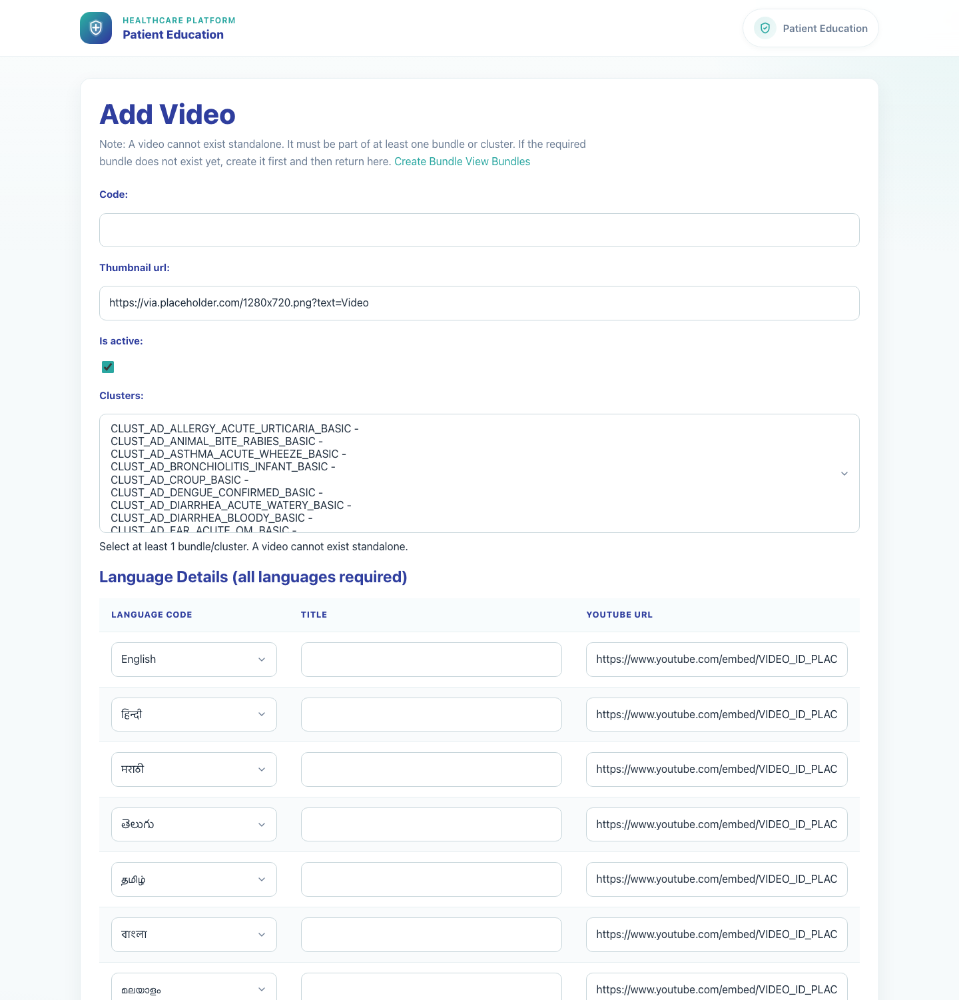 HEALTHCARE PLATFORM
Patient Education
Patient Education
Add Video
Note: A video cannot exist standalone. It must be part of at least one bundle or cluster. If the required
bundle does not exist yet, create it first and then return here. Create Bundle View Bundles
Code:
Thumbnail url:
https://via.placeholder.com/1280x720.png?text=Video
Is active:
Clusters:
CLUST_AD_ALLERGY_ACUTE_URTICARIA_BASIC -
CLUST_AD_ANIMAL_BITE_RABIES_BASIC -
CLUST_AD_ASTHMA_ACUTE_WHEEZE_BASIC -
CLUST_AD_BRONCHIOLITIS_INFANT_BASIC -
CLUST_AD_CROUP_BASIC -
CLUST_AD_DENGUE_CONFIRMED_BASIC -
CLUST_AD_DIARRHEA_ACUTE_WATERY_BASIC -
CLUST_AD_DIARRHEA_BLOODY_BASIC -
CLUST_AD_EAR_ACUTE_OM_BASIC -
Select at least 1 bundle/cluster. A video cannot exist standalone.
Language Details (all languages required)
LANGUAGE CODE TITLE YOUTUBE URL
English https://www.youtube.com/embed/VIDEO_ID_PLAC
हिन्दी https://www.youtube.com/embed/VIDEO_ID_PLAC
मराठी https://www.youtube.com/embed/VIDEO_ID_PLAC
తెలుగు https://www.youtube.com/embed/VIDEO_ID_PLAC
தமிழ் https://www.youtube.com/embed/VIDEO_ID_PLAC
বাংলা https://www.youtube.com/embed/VIDEO_ID_PLAC
മലയാളം https://www.youtube.com/embed/VIDEO_ID_PLAC